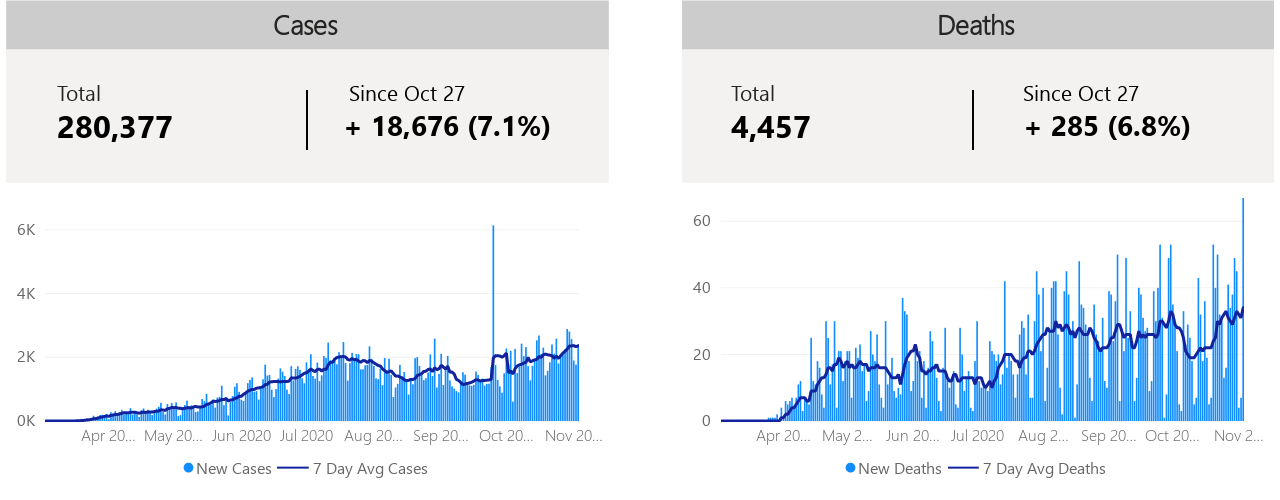 Cases
Total
280,377
Since Oct 27
+ 18,676 (7.1%)
6K
4K
2K
0K
Apr 20... May 20... Jun 2020 Jul 2020 Aug 20... Sep 20... Oct 20... Nov 20...
New Cases 7 Day Avg Cases
Deaths
Total
4,457
Since Oct 27
+ 285 (6.8%)
60
40
20
0
Apr 20... May 2... Jun 20... Jul 2020 Aug 2... Sep 20... Oct 20... Nov 2...
New Deaths 7 Day Avg Deaths